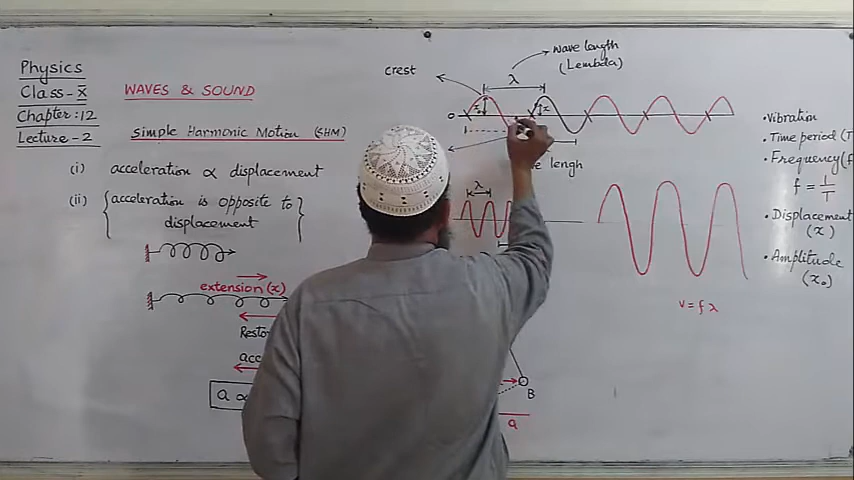 Physics
Class-X
Chapter:12
Lecture-2
WAVES & SOUND
simple Harmonic Motion (SHM)
(i) acceleration ∝ displacement
(ii) {acceleration is opposite to
displacement}
extension (x)
acc
a ∝
crest
wave length
(Lembda)
λ
x
lengh
λ
B
a
v = f λ
•Vibration
•Time period (T
•Frequency (f
f = 1/T
•Displacement
(x)
•Amplitude
(x₀)